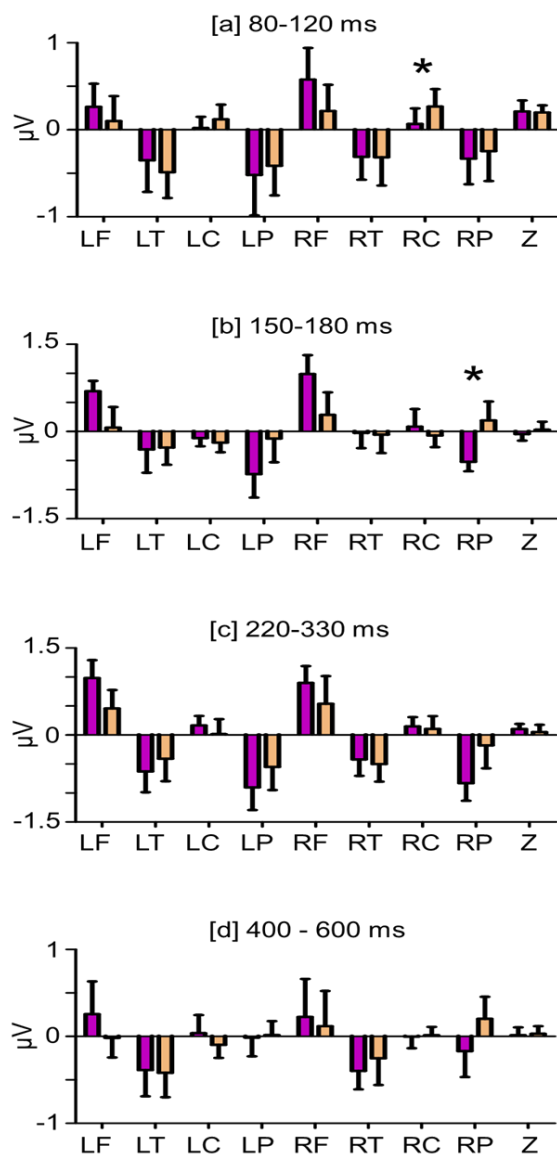 [a] 80-120 ms
1
*
µV
0
-1
LF LT LC LP RF RT RC RP Z
[b] 150-180 ms
1.5
*
µV
0
-1.5
LF LT LC LP RF RT RC RP Z
[c] 220-330 ms
1.5
µV
0
-1.5
LF LT LC LP RF RT RC RP Z
[d] 400 - 600 ms
1
µV
0
-1
LF LT LC LP RF RT RC RP Z